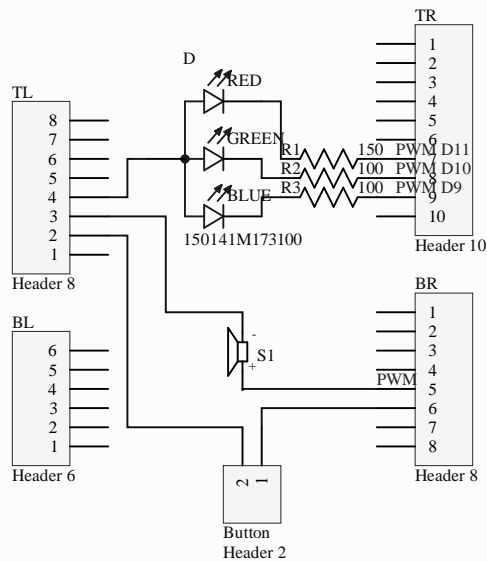 TR
1
2
3
4
5
6
7
8
9
10
Header 10
D
RED
GREEN
BLUE
150141M173100
R1 150 PWM D11
R2 100 PWM D10
R3 100 PWM D9
TL
8
7
6
5
4
3
2
1
Header 8
BL
6
5
4
3
2
1
Header 6
-
S1
+
BR
1
2
3
4
PWM 5
6
7
8
Header 8
2 1
Button
Header 2